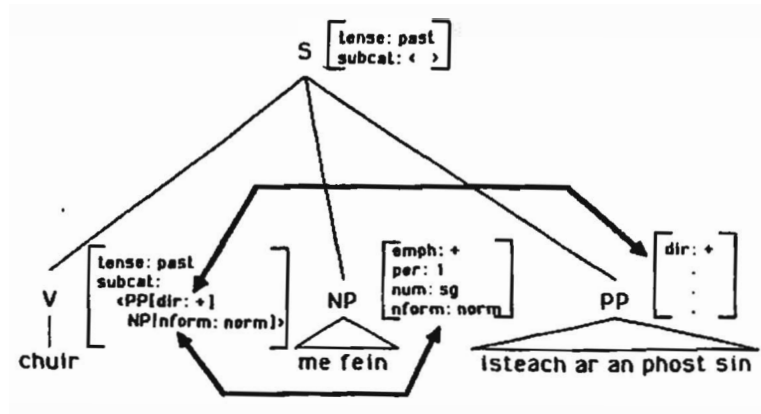 S
tense: past
subcat: < >
V
tense: past
subcat:
<PP[dir: +]
NP[nform: norm]>
chuir
NP
emph: +
per: 1
num: sg
nform: norm
me fein
PP
dir: +
.
.
.
isteach ar an phost sin